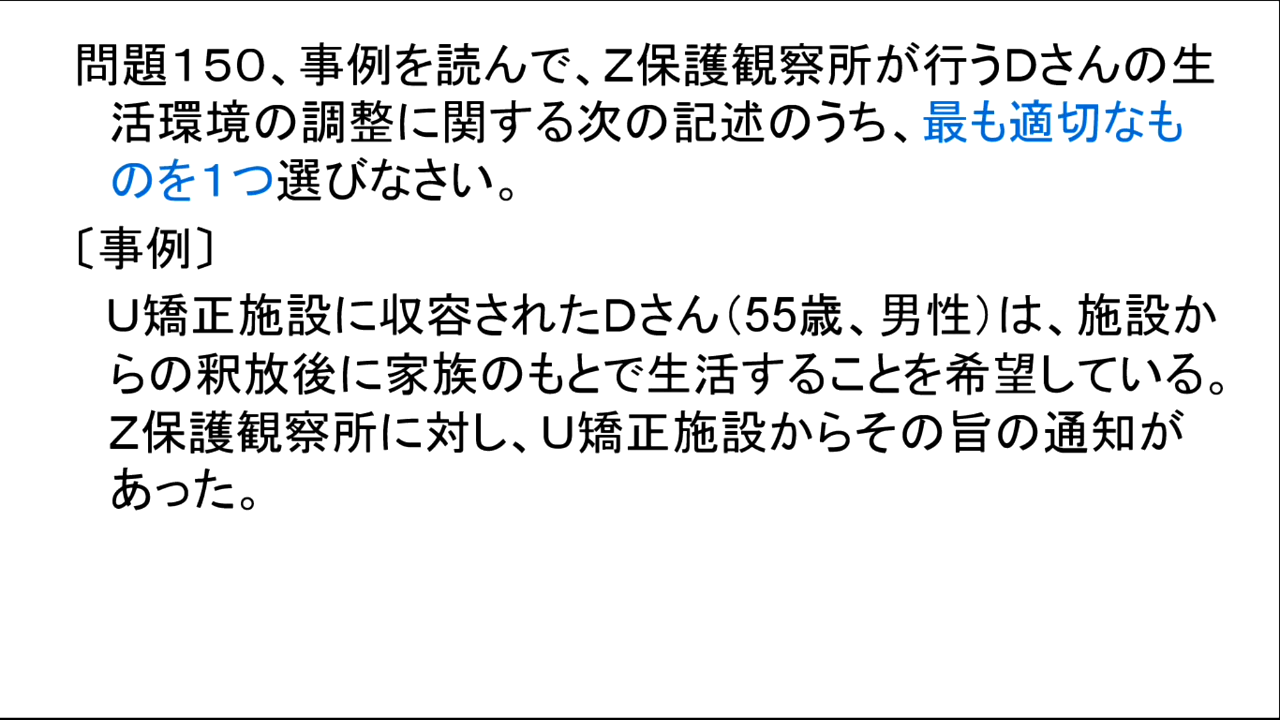 問題１５０、事例を読んで、Ｚ保護観察所が行うＤさんの生
活環境の調整に関する次の記述のうち、最も適切なも
のを１つ選びなさい。
〔事例〕
Ｕ矯正施設に収容されたＤさん（55歳、男性）は、施設か
らの釈放後に家族のもとで生活することを希望している。
Ｚ保護観察所に対し、Ｕ矯正施設からその旨の通知が
あった。